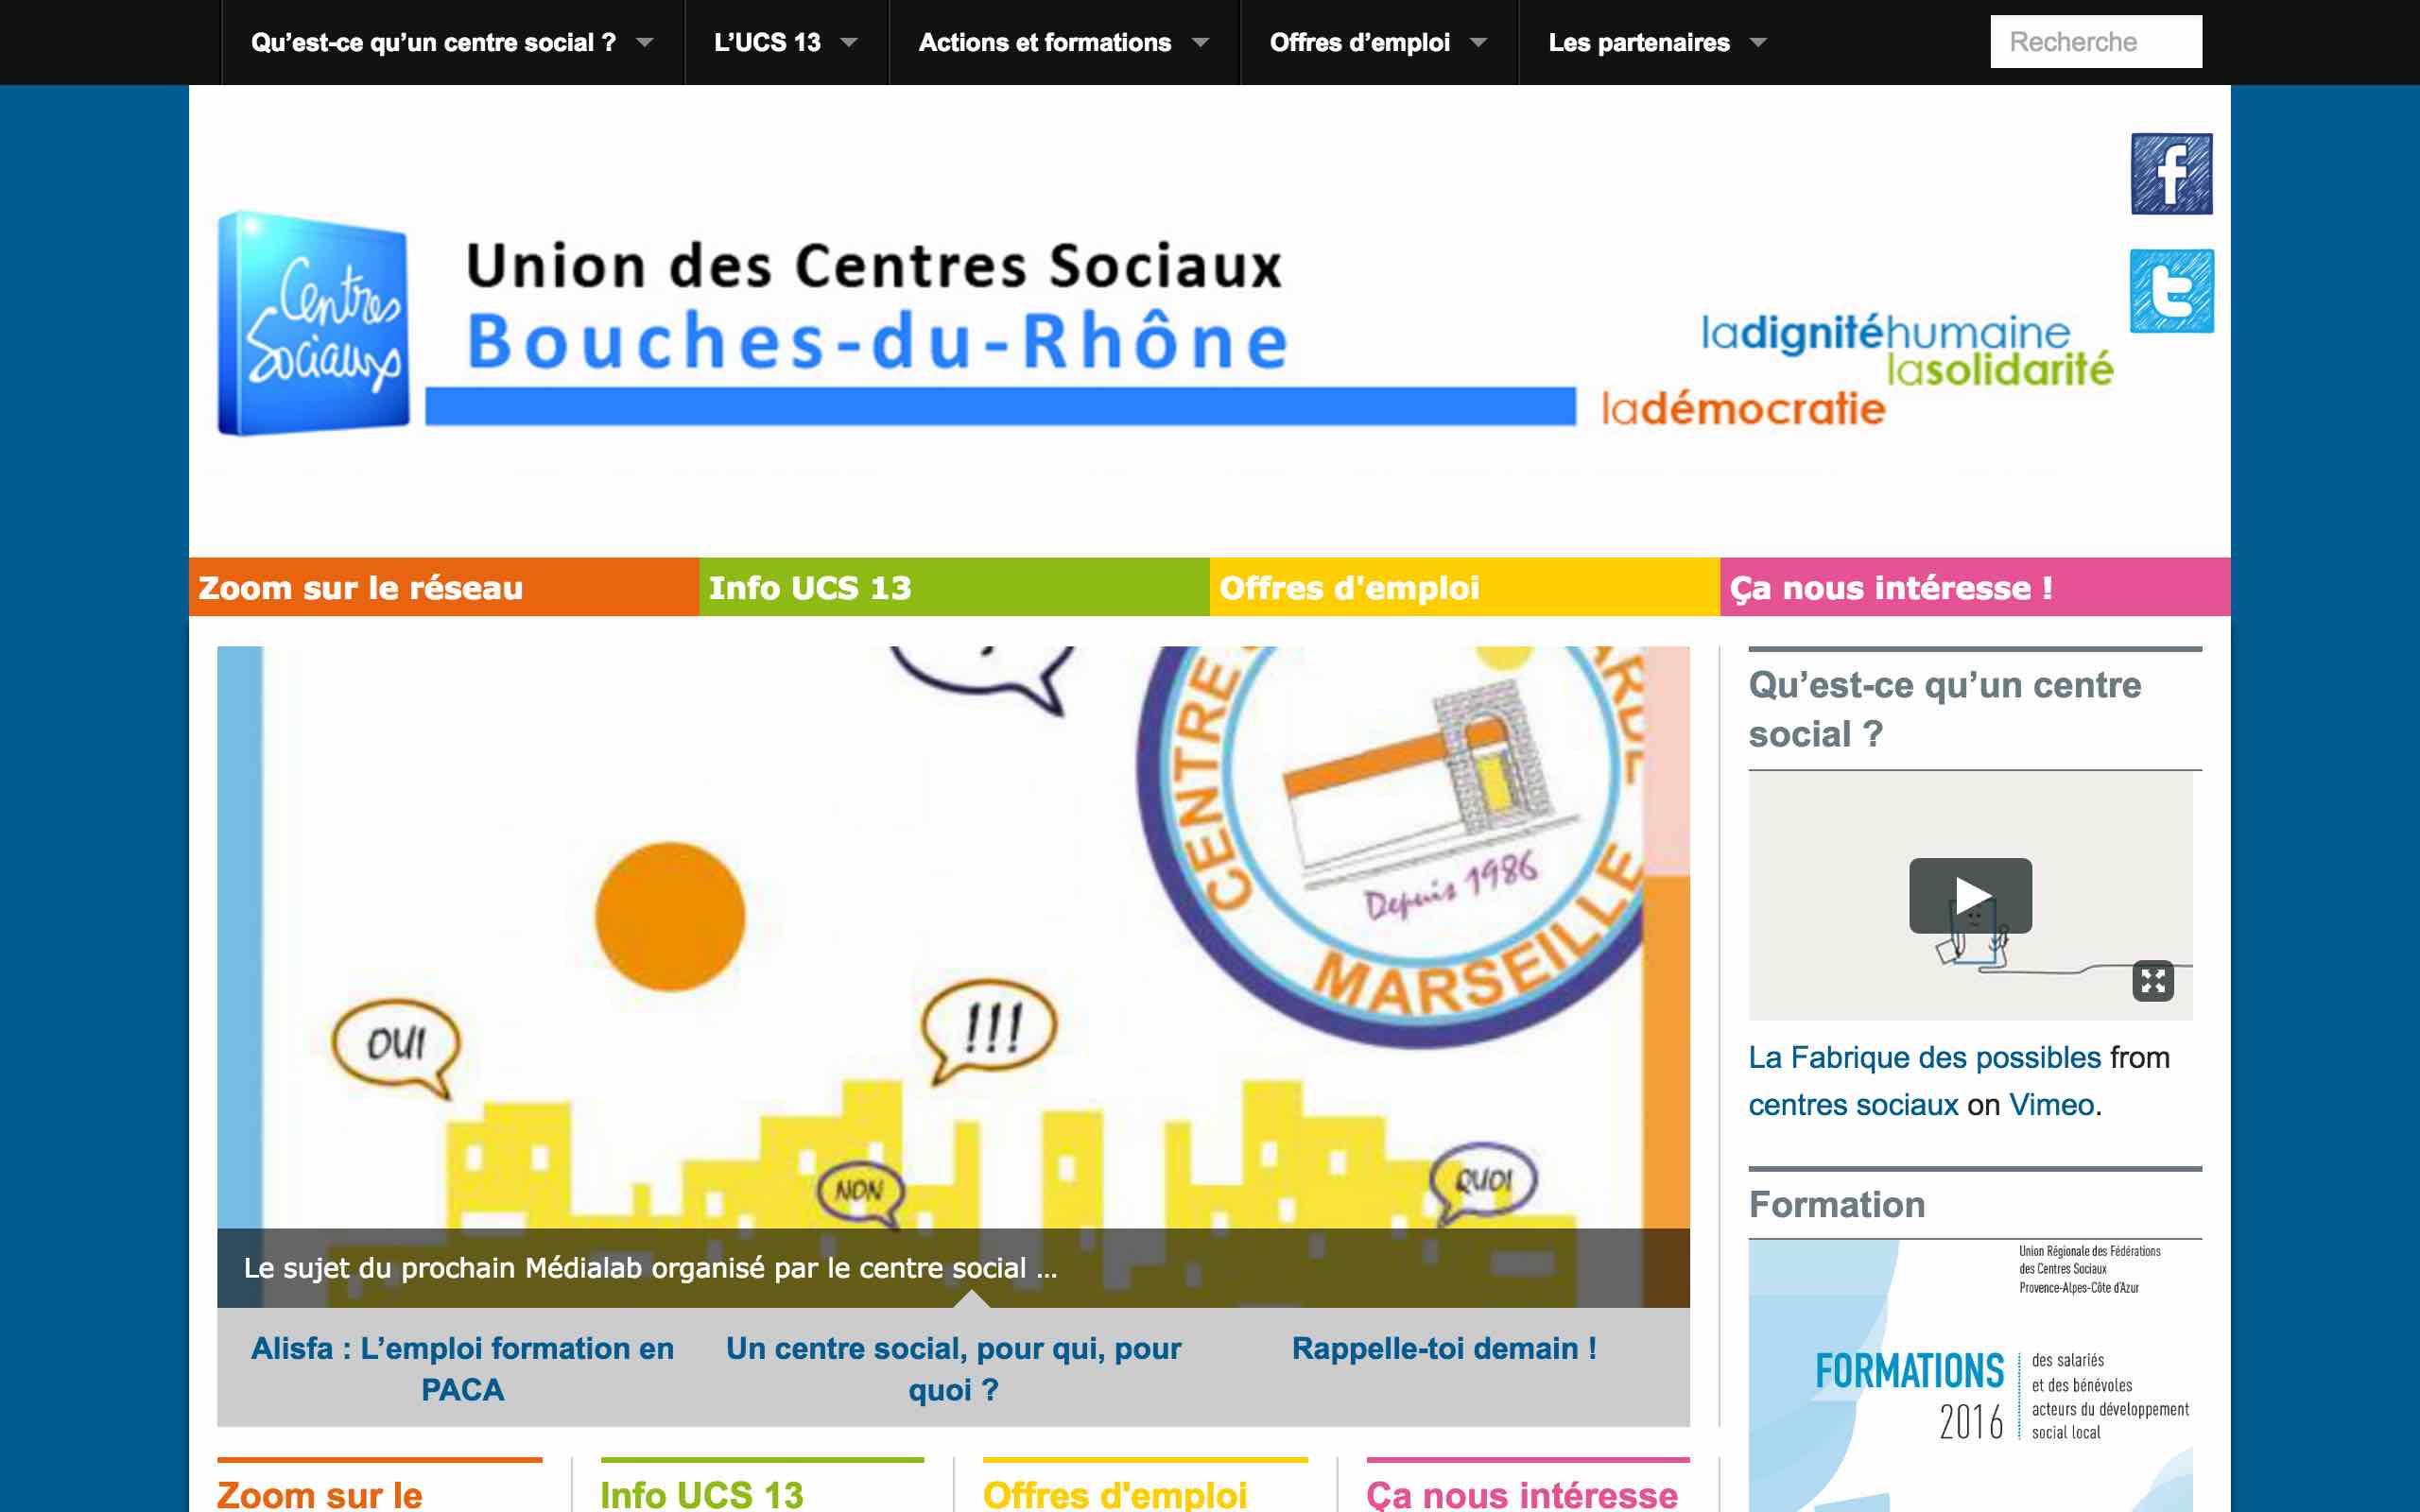 Qu’est-ce qu’un centre social ?
L’UCS 13
Actions et formations
Offres d’emploi
Les partenaires
Recherche
Centres
Sociaux
Union des Centres Sociaux
Bouches-du-Rhône
ladignitéhumaine
lasolidarité
ladémocratie
Zoom sur le réseau
Info UCS 13
Offres d'emploi
Ça nous intéresse !
CENTRE
Depuis 1986
MARSEILLE
OUI
!!!
NON
QUOI
Le sujet du prochain Médialab organisé par le centre social ...
Alisfa : L’emploi formation en
PACA
Un centre social, pour qui, pour
quoi ?
Rappelle-toi demain !
Qu’est-ce qu’un centre
social ?
La Fabrique des possibles from
centres sociaux on Vimeo.
Formation
Union Régionale des Fédérations
des Centres Sociaux
Provence-Alpes-Côte d'Azur
FORMATIONS
2016
des salariés
et des bénévoles
acteurs du développement
social local
Zoom sur le
Info UCS 13
Offres d'emploi
Ça nous intéresse